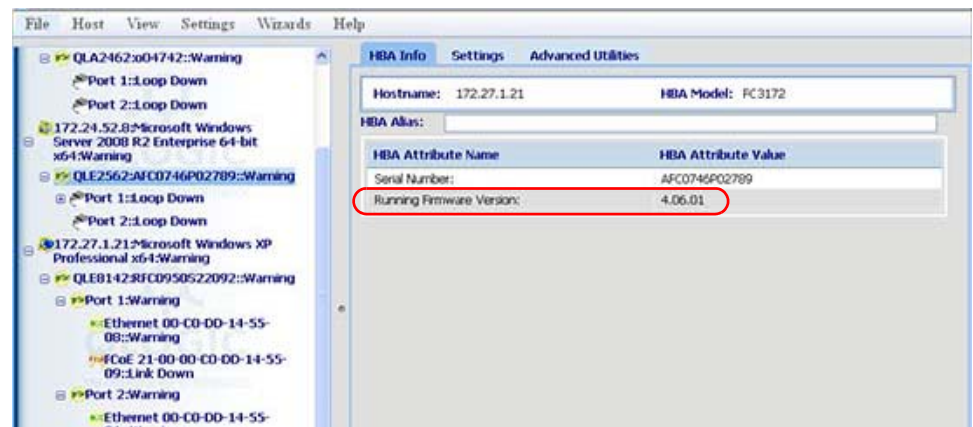 File Host View Settings Wizards Help
QLA2462:o04742::Warning
Port 1::Loop Down
Port 2::Loop Down
172.24.52.8:Microsoft Windows
Server 2008 R2 Enterprise 64-bit
x64:Warning
QLE2562:AFC0746P02789::Warning
Port 1::Loop Down
Port 2::Loop Down
172.27.1.21:Microsoft Windows XP
Professional x64:Warning
QLE8142:RFC0950S22092::Warning
Port 1:Warning
Ethernet 00-C0-DD-14-55-
08::Warning
FCoE 21-00-00-C0-DD-14-55-
09::Link Down
Port 2:Warning
Ethernet 00-C0-DD-14-55-
HBA Info Settings Advanced Utilities
Hostname: 172.27.1.21 HBA Model: FC3172
HBA Alias:
HBA Attribute Name HBA Attribute Value
Serial Number: AFC0746P02789
Running Firmware Version: 4.06.01